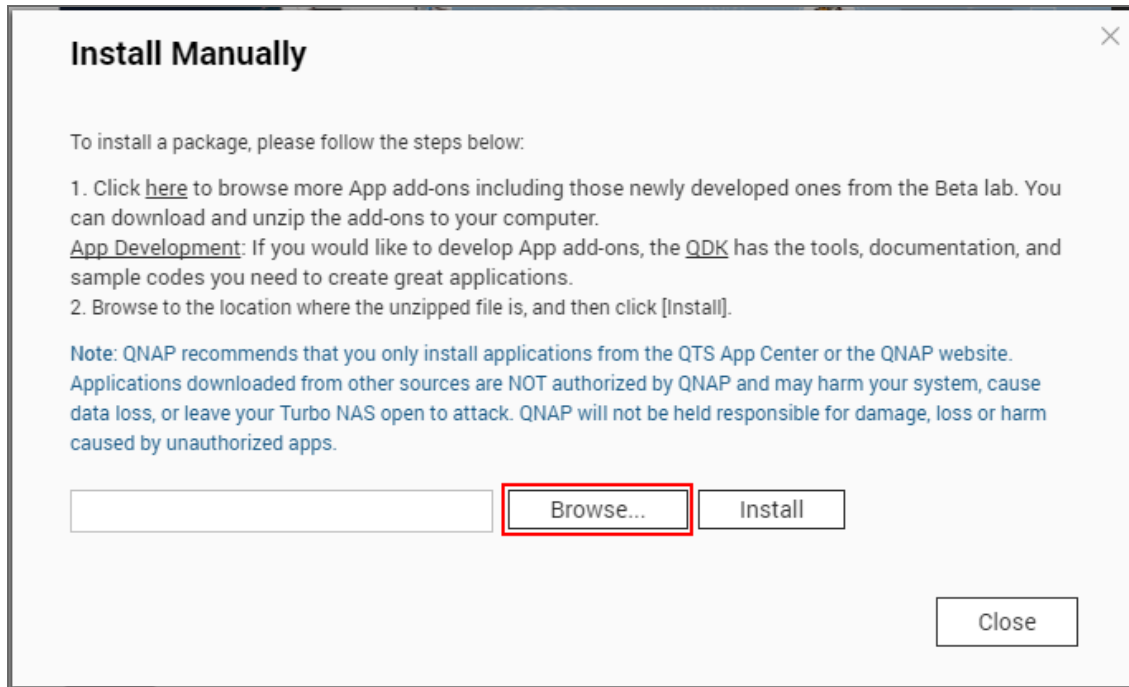 Install Manually
To install a package, please follow the steps below:
1. Click here to browse more App add-ons including those newly developed ones from the Beta lab. You
can download and unzip the add-ons to your computer.
App Development: If you would like to develop App add-ons, the QDK has the tools, documentation, and
sample codes you need to create great applications.
2. Browse to the location where the unzipped file is, and then click [Install].
Note: QNAP recommends that you only install applications from the QTS App Center or the QNAP website.
Applications downloaded from other sources are NOT authorized by QNAP and may harm your system, cause
data loss, or leave your Turbo NAS open to attack. QNAP will not be held responsible for damage, loss or harm
caused by unauthorized apps.
Browse... Install
Close